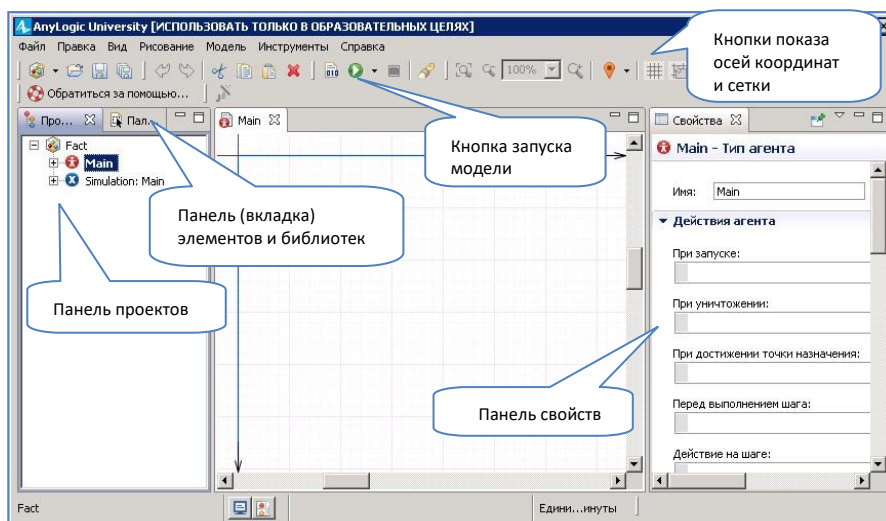 AnyLogic University [ИСПОЛЬЗОВАТЬ ТОЛЬКО В ОБРАЗОВАТЕЛЬНЫХ ЦЕЛЯХ]
Файл Правка Вид Рисование Модель Инструменты Справка
100%
Обратиться за помощью...
Кнопки показа
осей координат
и сетки
Про...
Пал...
Main
Свойства
Fact
Main
Simulation: Main
Кнопка запуска
модели
Main - Тип агента
Имя: Main
Действия агента
Панель (вкладка)
элементов и библиотек
При запуске:
Панель проектов
При уничтожении:
При достижении точки назначения:
Панель свойств
Перед выполнением шага:
Действие на шаге:
Fact
Едини...инуты